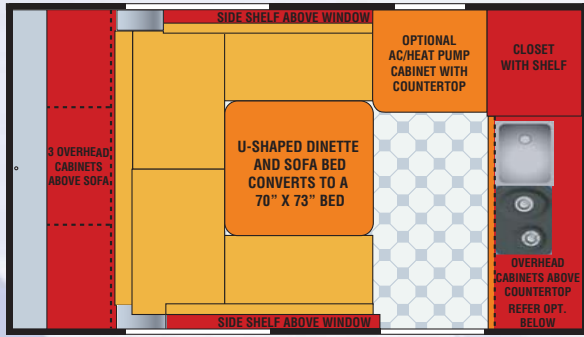 SIDE SHELF ABOVE WINDOW
OPTIONAL
AC/HEAT PUMP
CABINET WITH
COUNTERTOP
CLOSET
WITH SHELF
3 OVERHEAD
CABINETS
ABOVE SOFA
U-SHAPED DINETTE
AND SOFA BED
CONVERTS TO A
70" X 73" BED
OVERHEAD
CABINETS ABOVE
COUNTERTOP
REFER OPT.
BELOW
SIDE SHELF ABOVE WINDOW